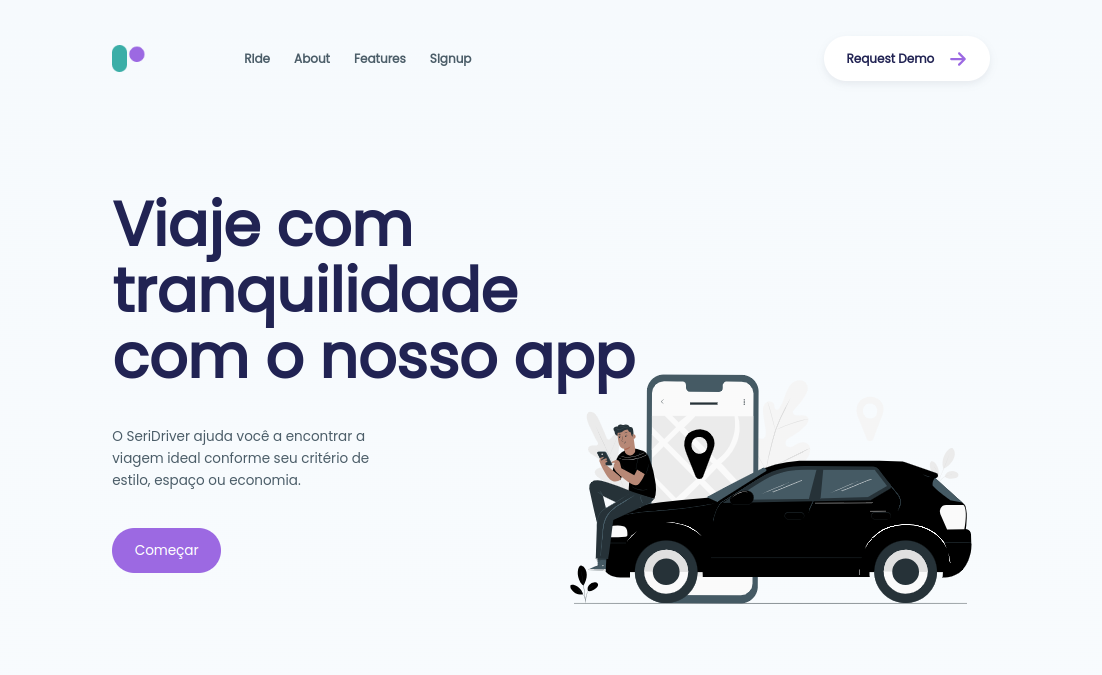 Ride About Features Signup Request Demo
Viaje com
tranquilidade
com o nosso app
O SeriDriver ajuda você a encontrar a
viagem ideal conforme seu critério de
estilo, espaço ou economia.
Começar